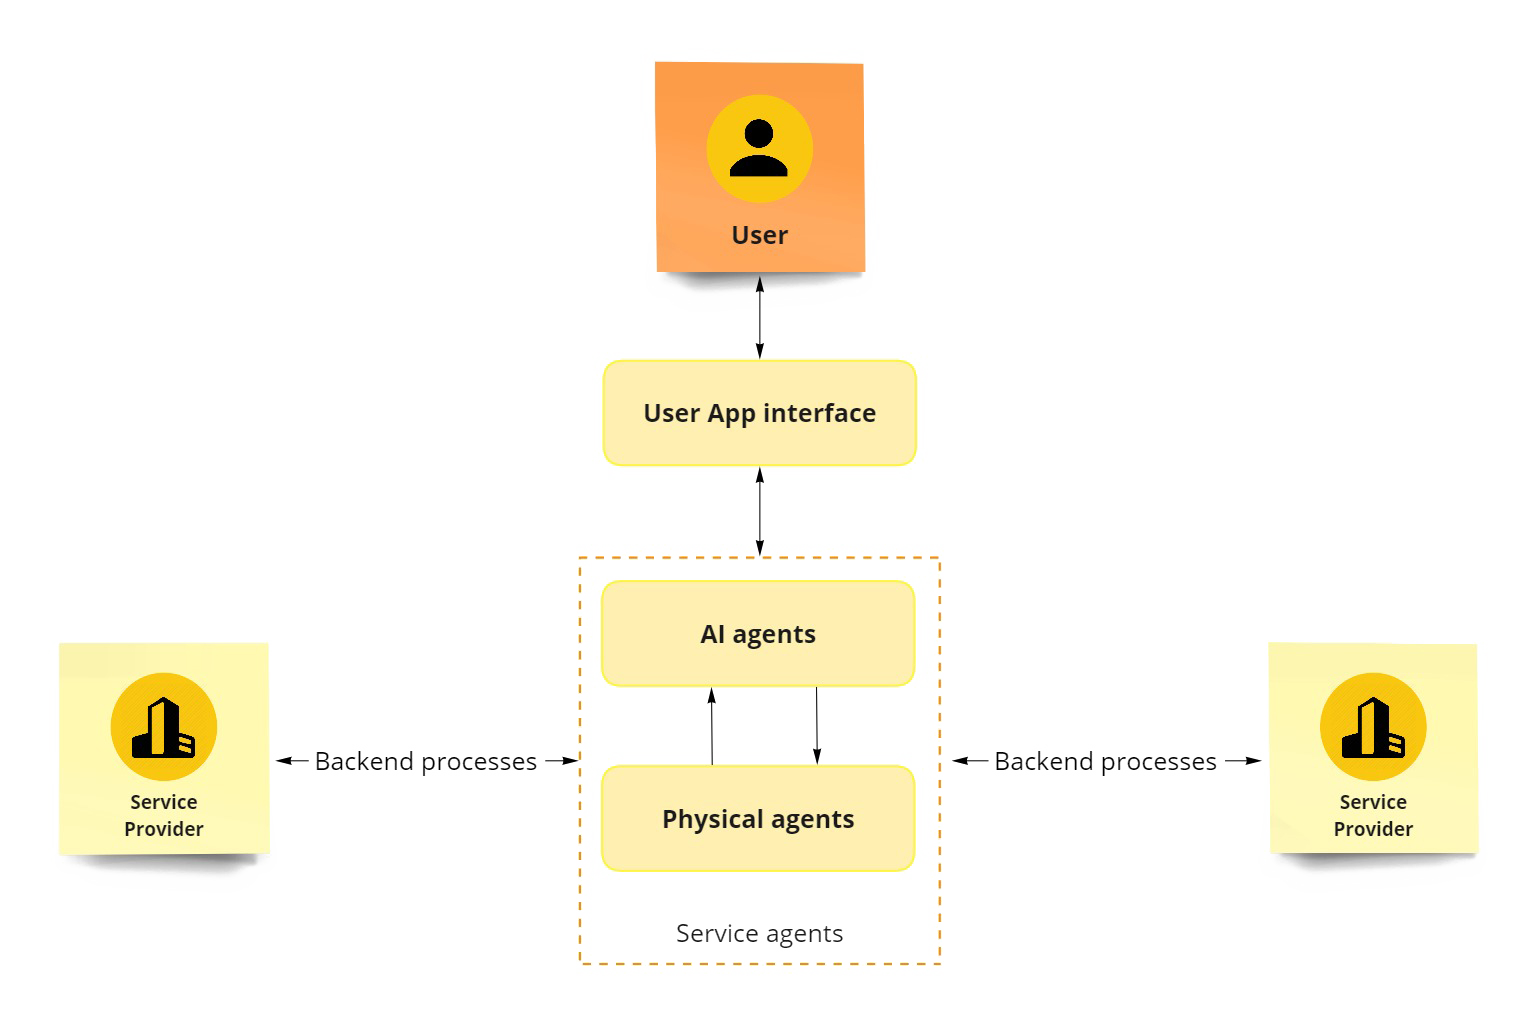 User
User App interface
AI agents
Service
Provider
Backend processes
Backend processes
Service
Provider
Physical agents
Service agents